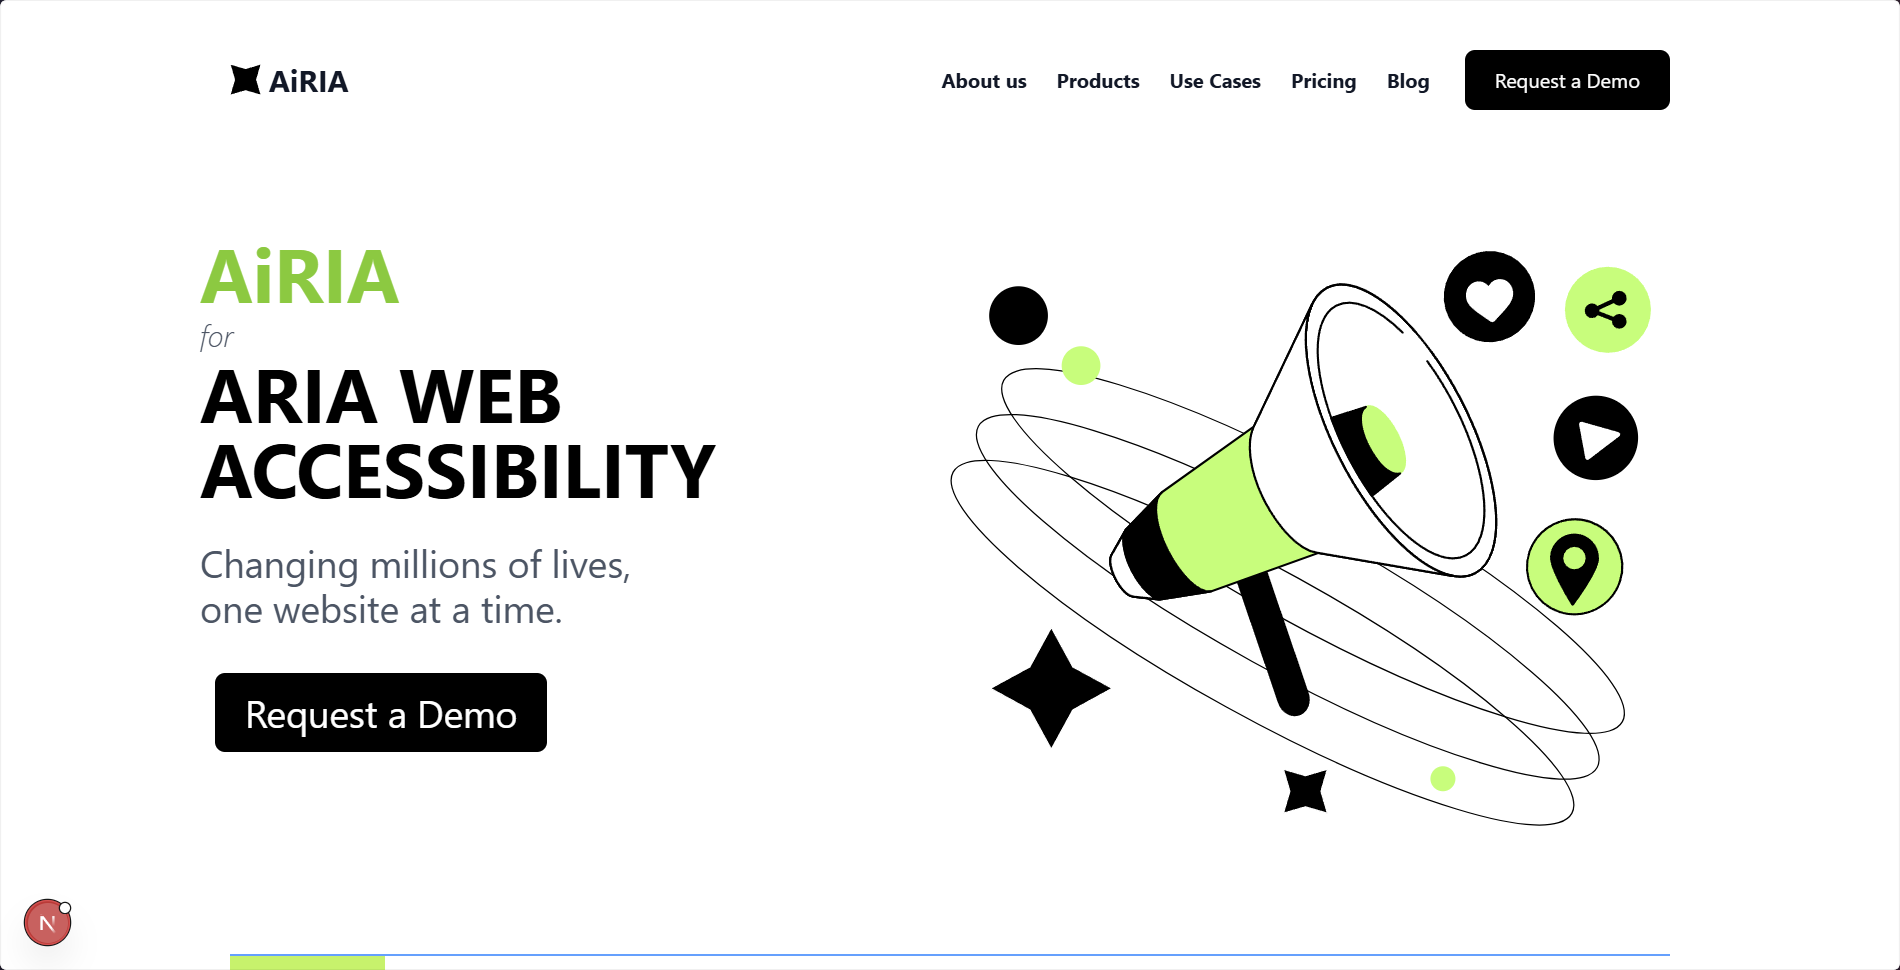 AiRIA
About us
Products
Use Cases
Pricing
Blog
Request a Demo
AiRIA
for
ARIA WEB
ACCESSIBILITY
Changing millions of lives,
one website at a time.
Request a Demo
N